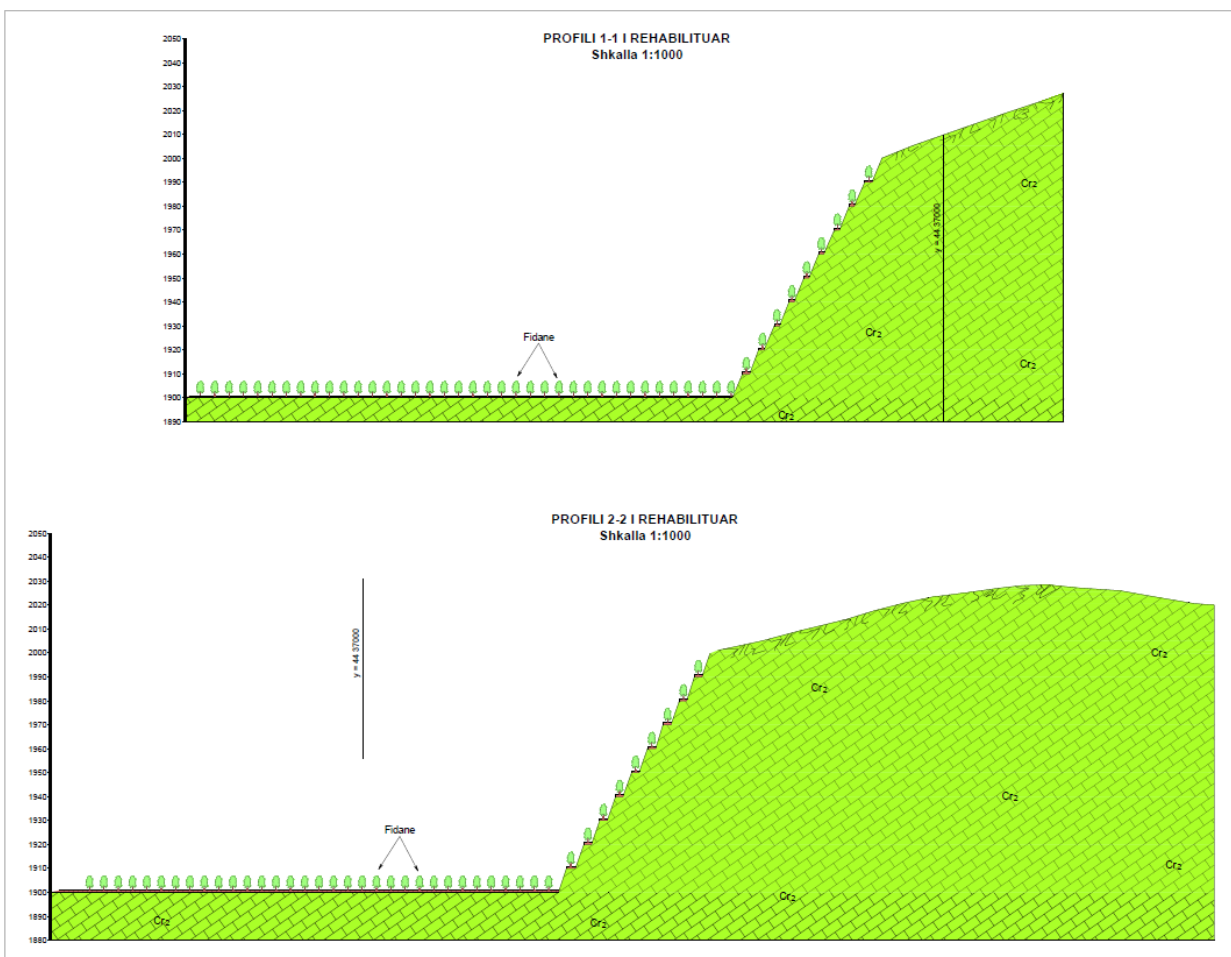 PROFILI 1-1 I REHABILITUAR
Shkalla 1:1000
2050
2040
2030
2020
2010
2000
1990
1980
1970
1960
1950
1940
1930
1920
1910
1900
1890
Fidane
y = 44 37000
Cr2
Cr2
Cr2
Cr2
PROFILI 2-2 I REHABILITUAR
Shkalla 1:1000
2050
2040
2030
2020
2010
2000
1990
1980
1970
1960
1950
1940
1930
1920
1910
1900
1890
1880
y = 44 37000
Fidane
Cr2
Cr2
Cr2
Cr2
Cr2
Cr2
Cr2